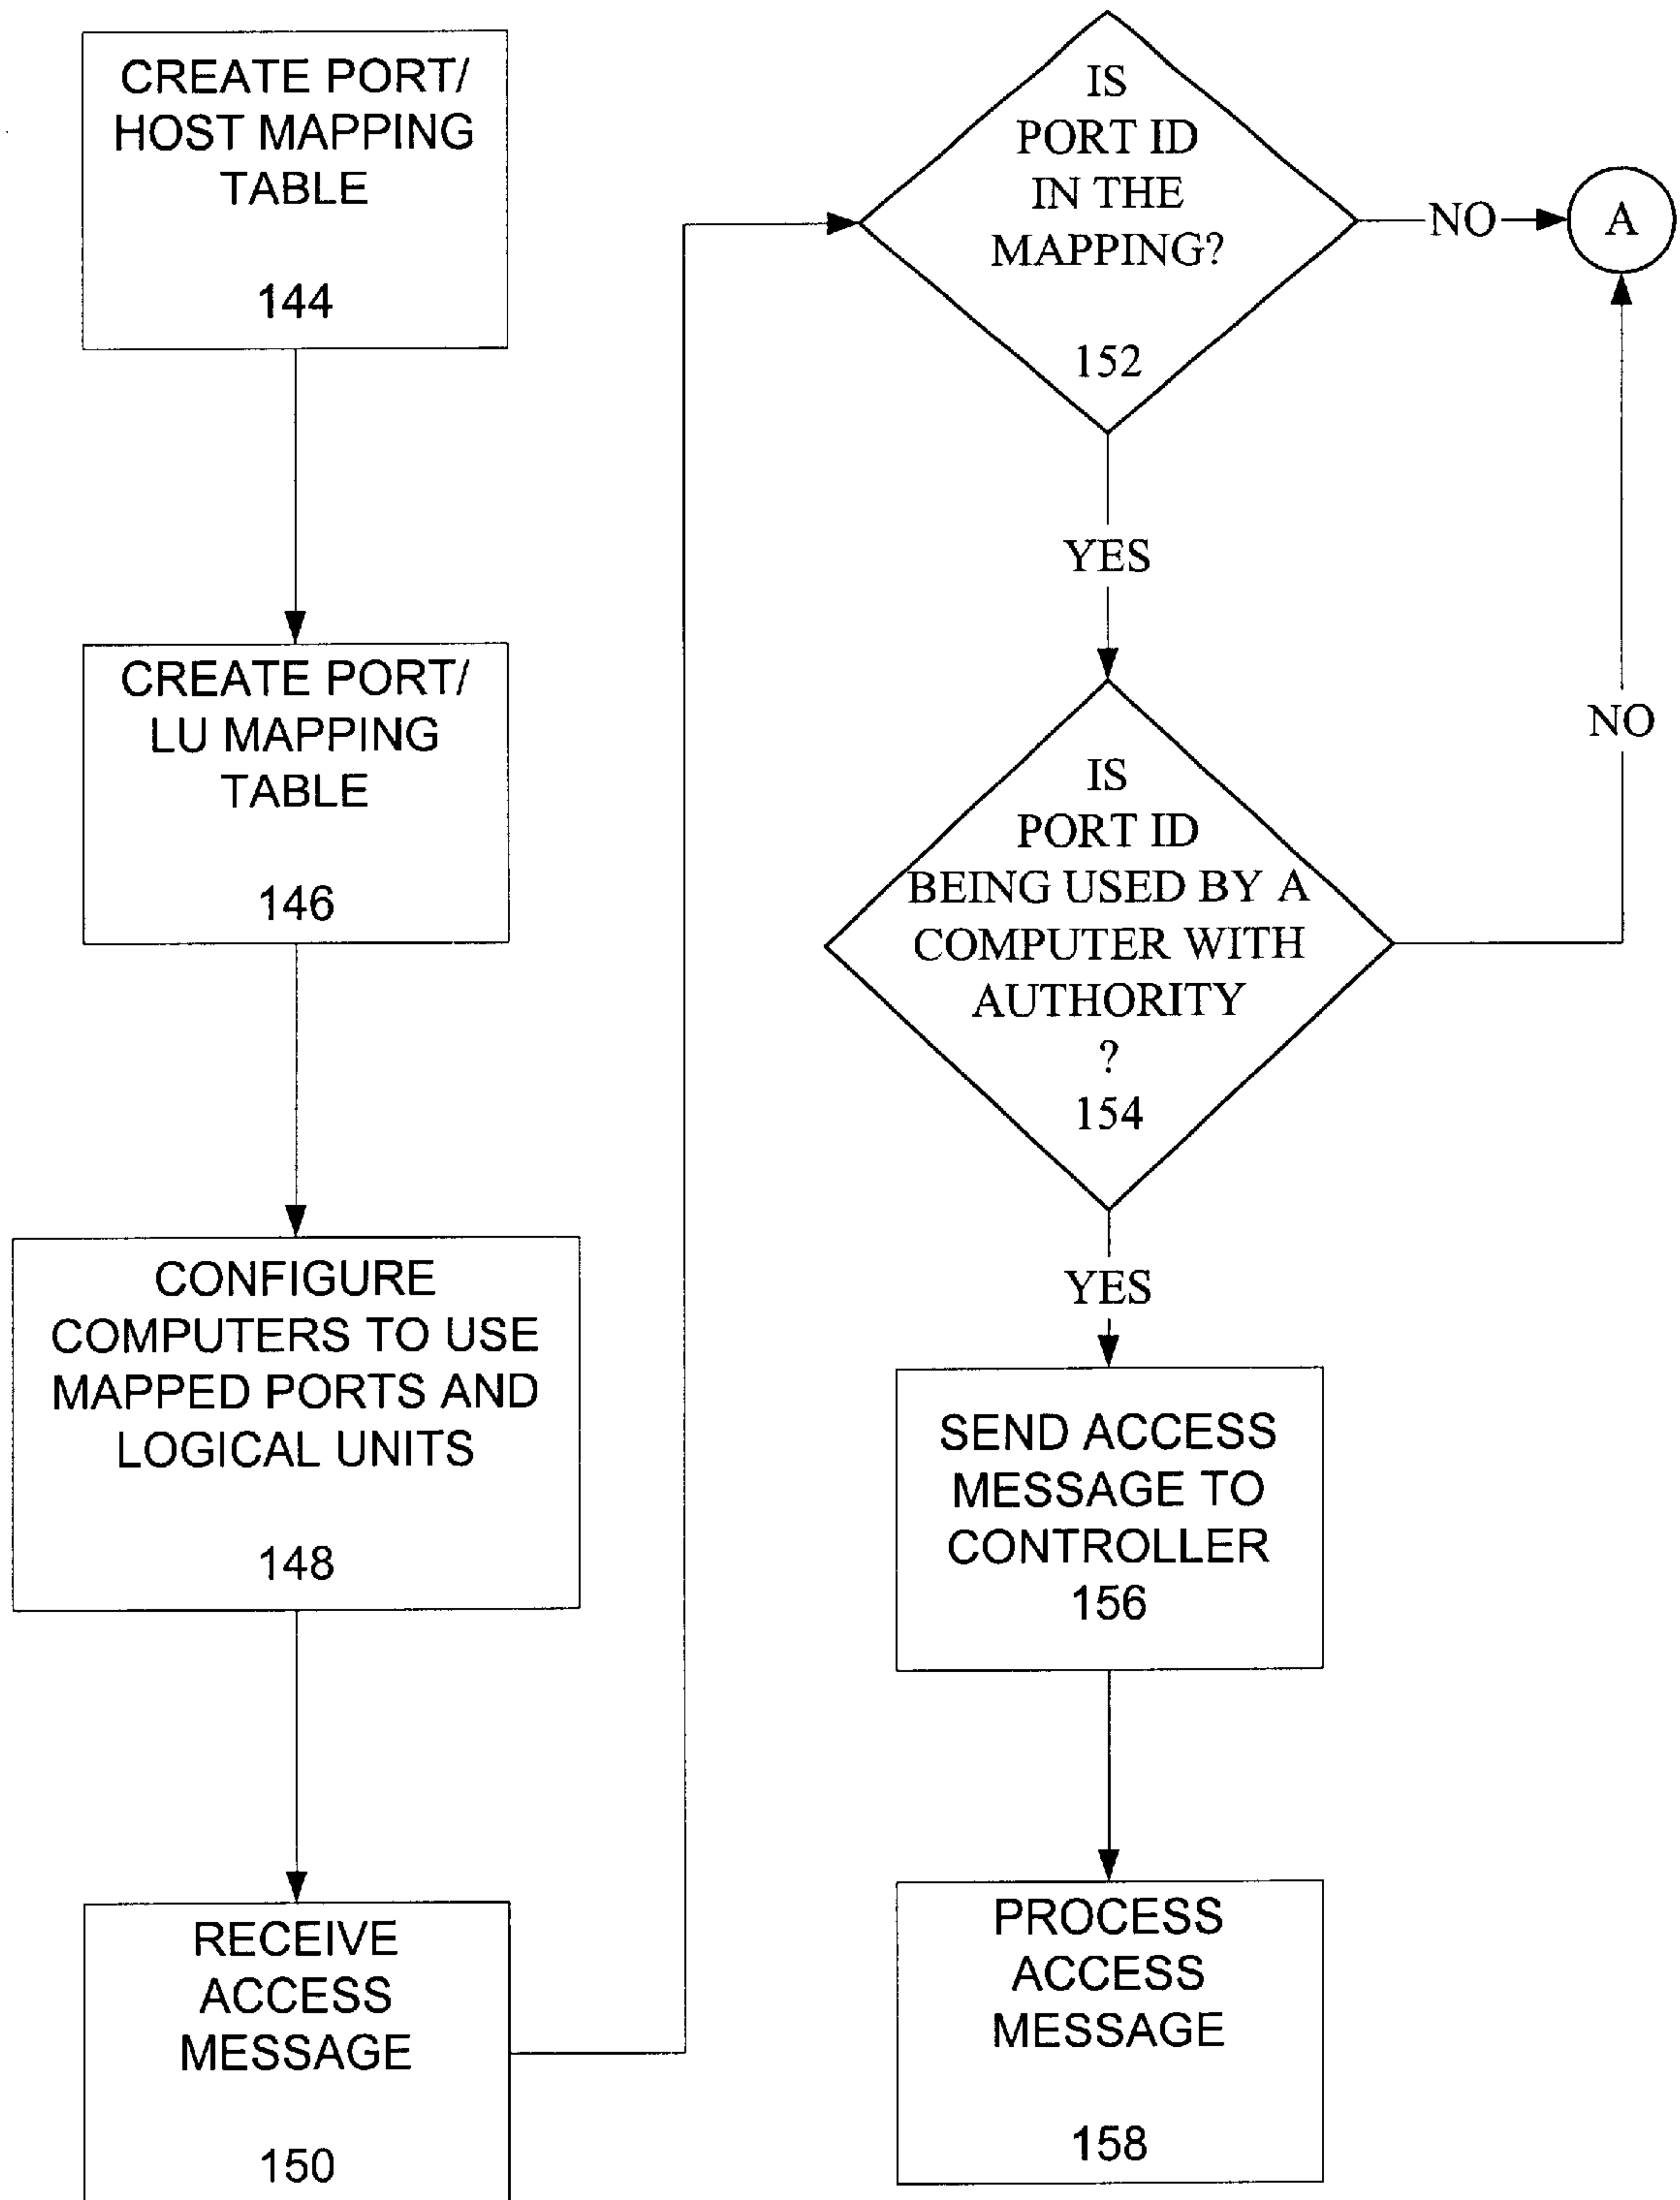 CREATE PORT/
HOST MAPPING
TABLE
144
CREATE PORT/
LU MAPPING
TABLE
146
CONFIGURE
COMPUTERS TO USE
MAPPED PORTS AND
LOGICAL UNITS
148
RECEIVE
ACCESS
MESSAGE
150
IS
PORT ID
IN THE
MAPPING?
152
NO
A
YES
IS
PORT ID
BEING USED BY A
COMPUTER WITH
AUTHORITY
?
154
NO
YES
SEND ACCESS
MESSAGE TO
CONTROLLER
156
PROCESS
ACCESS
MESSAGE
158